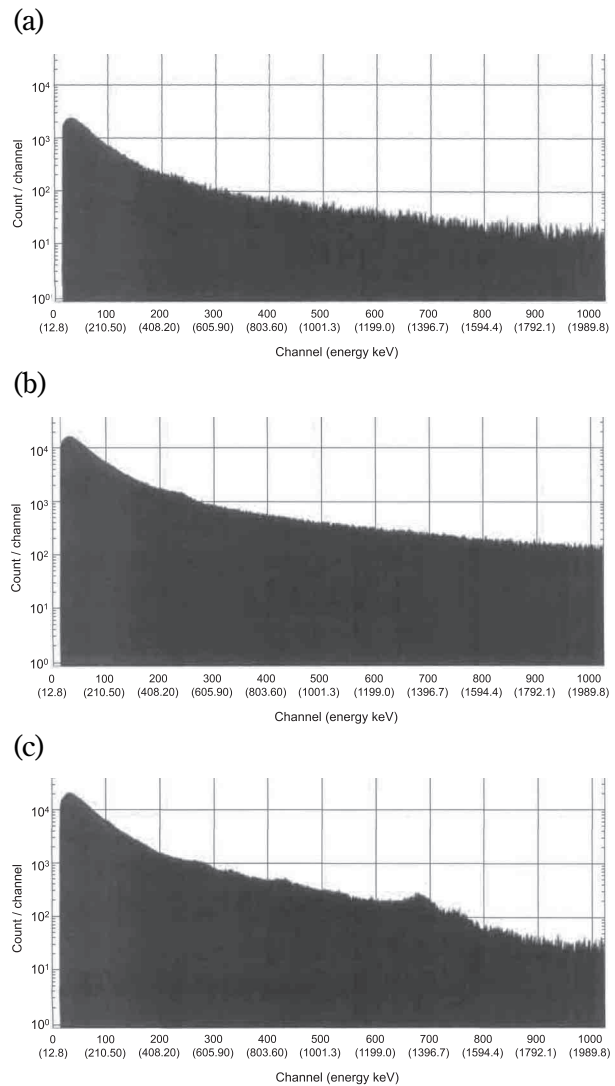 (a)
Count / channel
10⁴
10³
10²
10¹
10⁰
0 100 200 300 400 500 600 700 800 900 1000
(12.8) (210.50) (408.20) (605.90) (803.60) (1001.3) (1199.0) (1396.7) (1594.4) (1792.1) (1989.8)
Channel (energy keV)
(b)
Count / channel
10⁴
10³
10²
10¹
10⁰
0 100 200 300 400 500 600 700 800 900 1000
(12.8) (210.50) (408.20) (605.90) (803.60) (1001.3) (1199.0) (1396.7) (1594.4) (1792.1) (1989.8)
Channel (energy keV)
(c)
Count / channel
10⁴
10³
10²
10¹
10⁰
0 100 200 300 400 500 600 700 800 900 1000
(12.8) (210.50) (408.20) (605.90) (803.60) (1001.3) (1199.0) (1396.7) (1594.4) (1792.1) (1989.8)
Channel (energy keV)